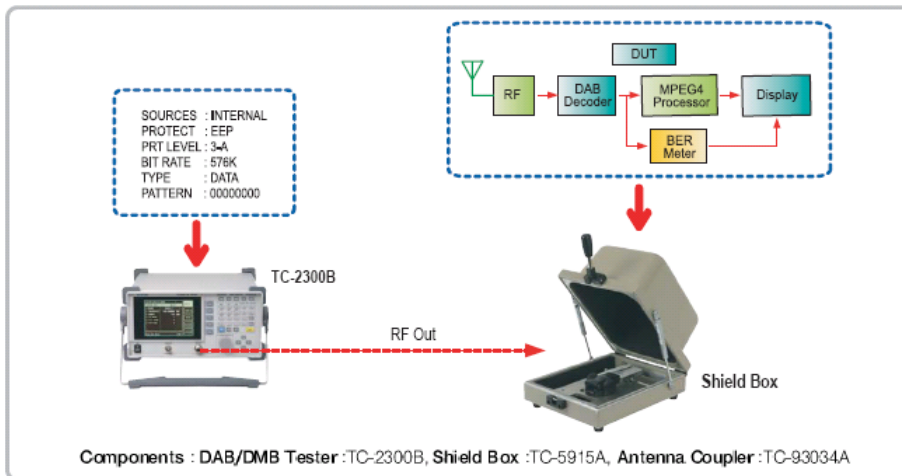 SOURCES : INTERNAL
PROTECT : EEP
PRT LEVEL : 3-A
BIT RATE : 576K
TYPE : DATA
PATTERN : 00000000
TC-2300B
RF Out
DUT
RF
DAB
Decoder
MPEG4
Processor
Display
BER
Meter
Shield Box
Components : DAB/DMB Tester :TC-2300B, Shield Box :TC-5915A, Antenna Coupler :TC-93034A